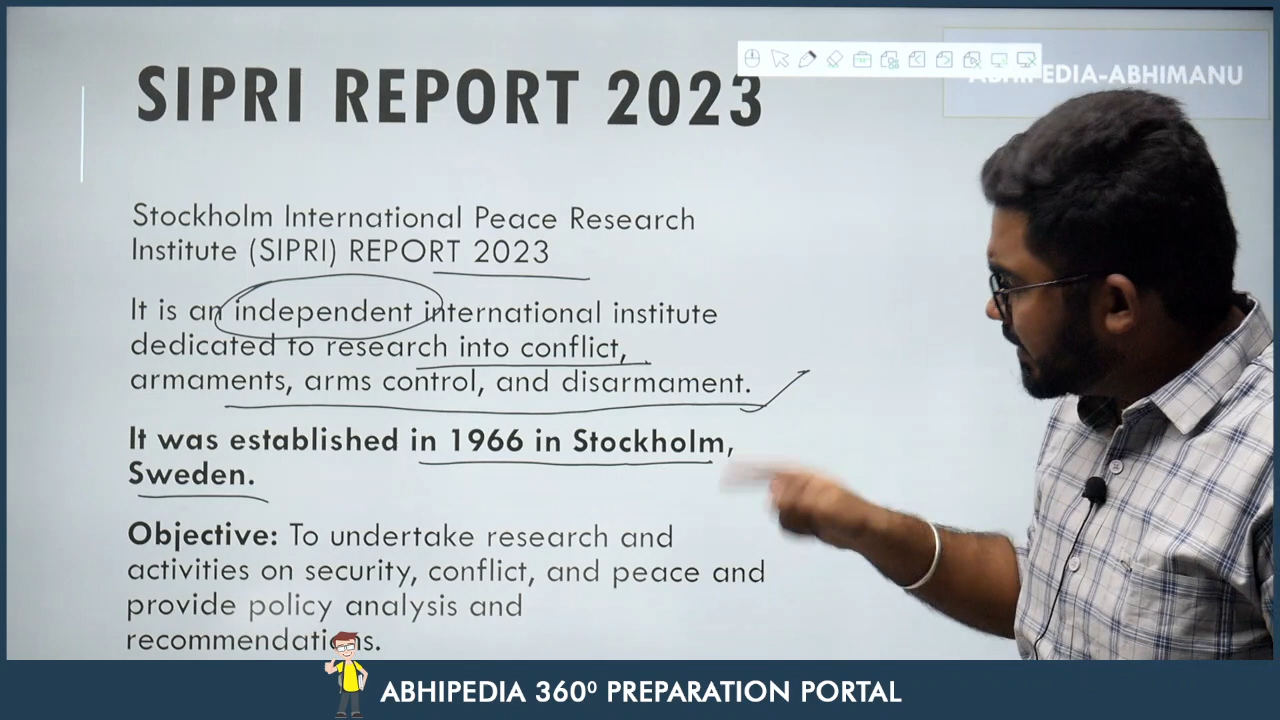 ABHIPEDIA-ABHIMANU
SIPRI REPORT 2023
Stockholm International Peace Research
Institute (SIPRI) REPORT 2023
It is an independent international institute
dedicated to research into conflict,
armaments, arms control, and disarmament.
It was established in 1966 in Stockholm,
Sweden.
Objective: To undertake research and
activities on security, conflict, and peace and
provide policy analysis and
recommendations.
ABHIPEDIA 360⁰ PREPARATION PORTAL